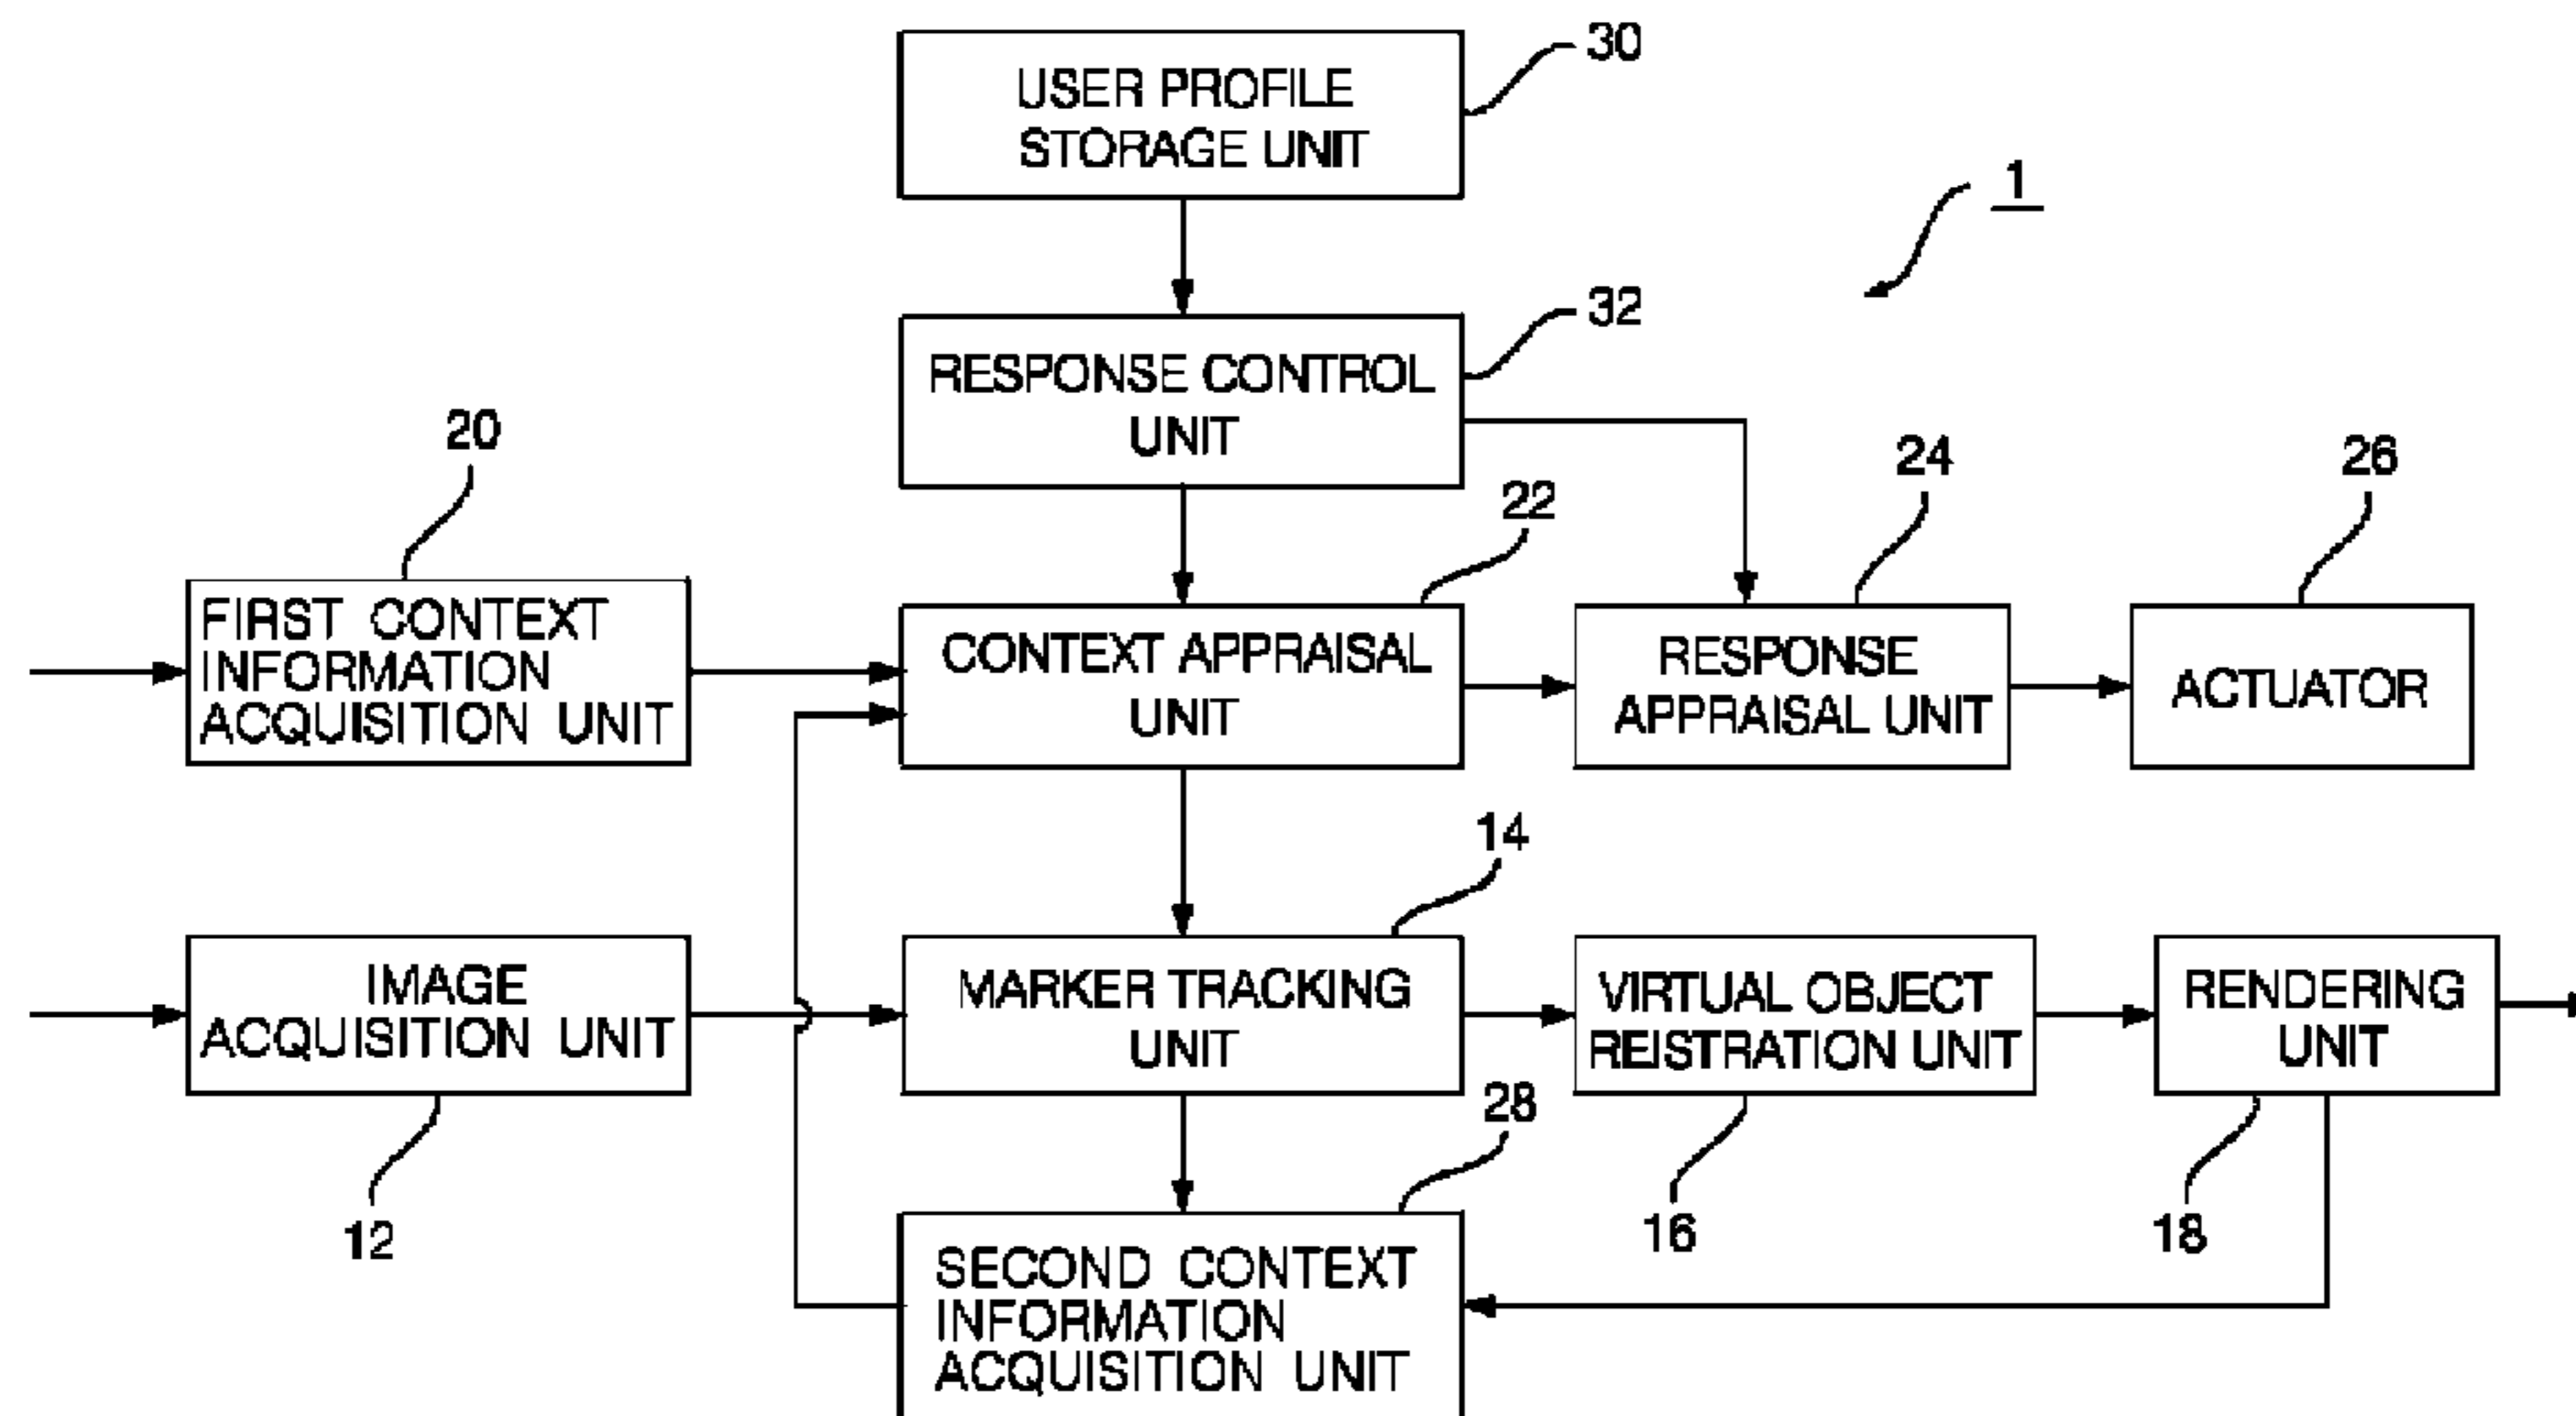 USER PROFILE
STORAGE UNIT
30
1
RESPONSE CONTROL
UNIT
32
20
FIRST CONTEXT
INFORMATION
ACQUISITION UNIT
22
CONTEXT APPRAISAL
UNIT
24
RESPONSE
APPRAISAL UNIT
26
ACTUATOR
IMAGE
ACQUISITION UNIT
12
14
MARKER TRACKING
UNIT
VIRTUAL OBJECT
REISTRATION UNIT
16
RENDERING
UNIT
18
28
SECOND CONTEXT
INFORMATION
ACQUISITION UNIT